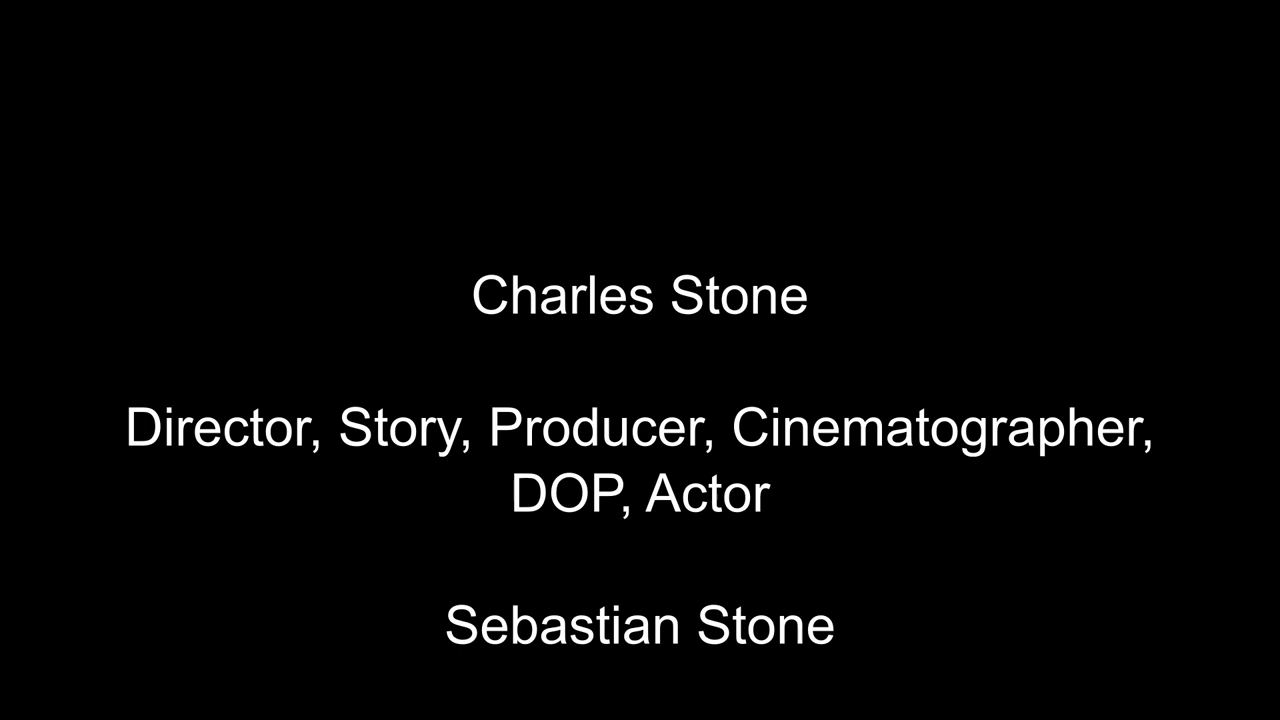 Charles Stone
Director, Story, Producer, Cinematographer,
DOP, Actor
Sebastian Stone